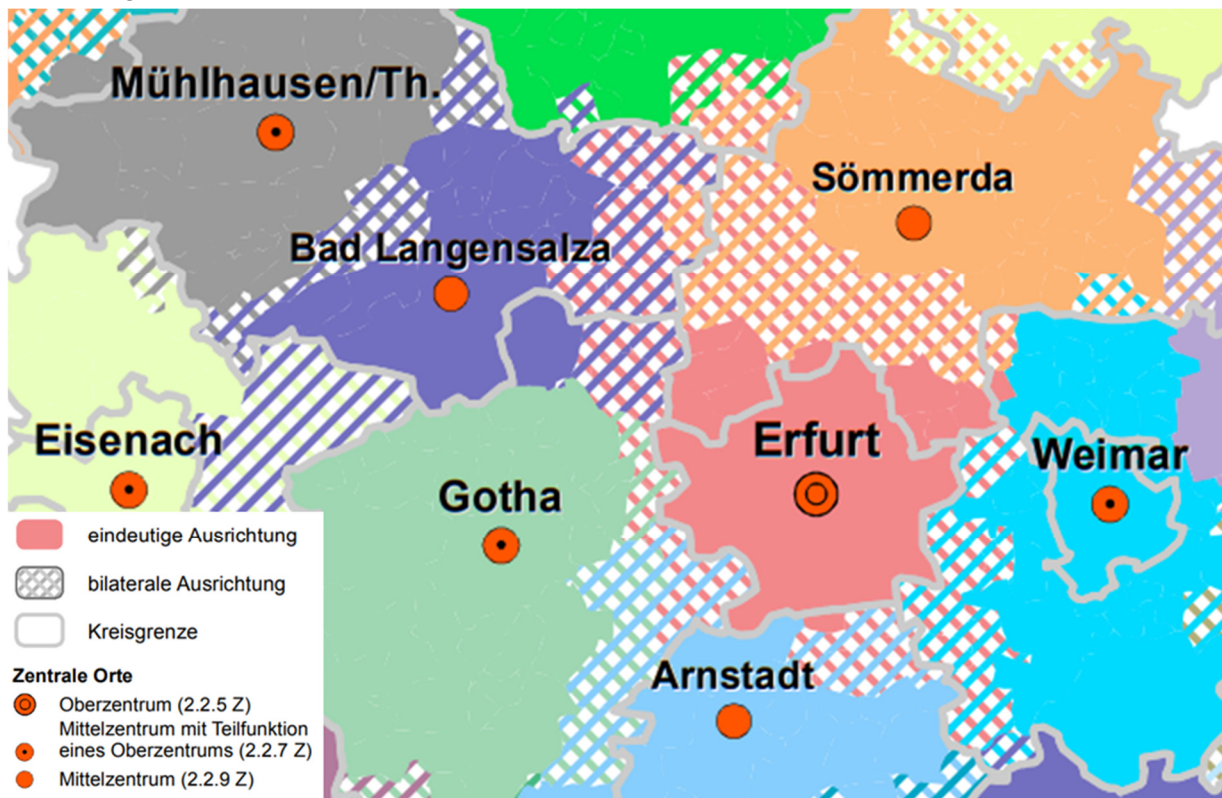 Mühlhausen/Th.
Sömmerda
Bad Langensalza
Eisenach
Gotha
Erfurt
Weimar
Arnstadt
eindeutige Ausrichtung
bilaterale Ausrichtung
Kreisgrenze
Zentrale Orte
Oberzentrum (2.2.5 Z)
Mittelzentrum mit Teilfunktion
eines Oberzentrums (2.2.7 Z)
Mittelzentrum (2.2.9 Z)